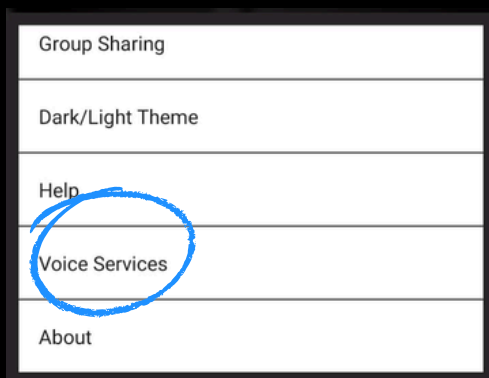 Group Sharing
Dark/Light Theme
Help
Voice Services
About